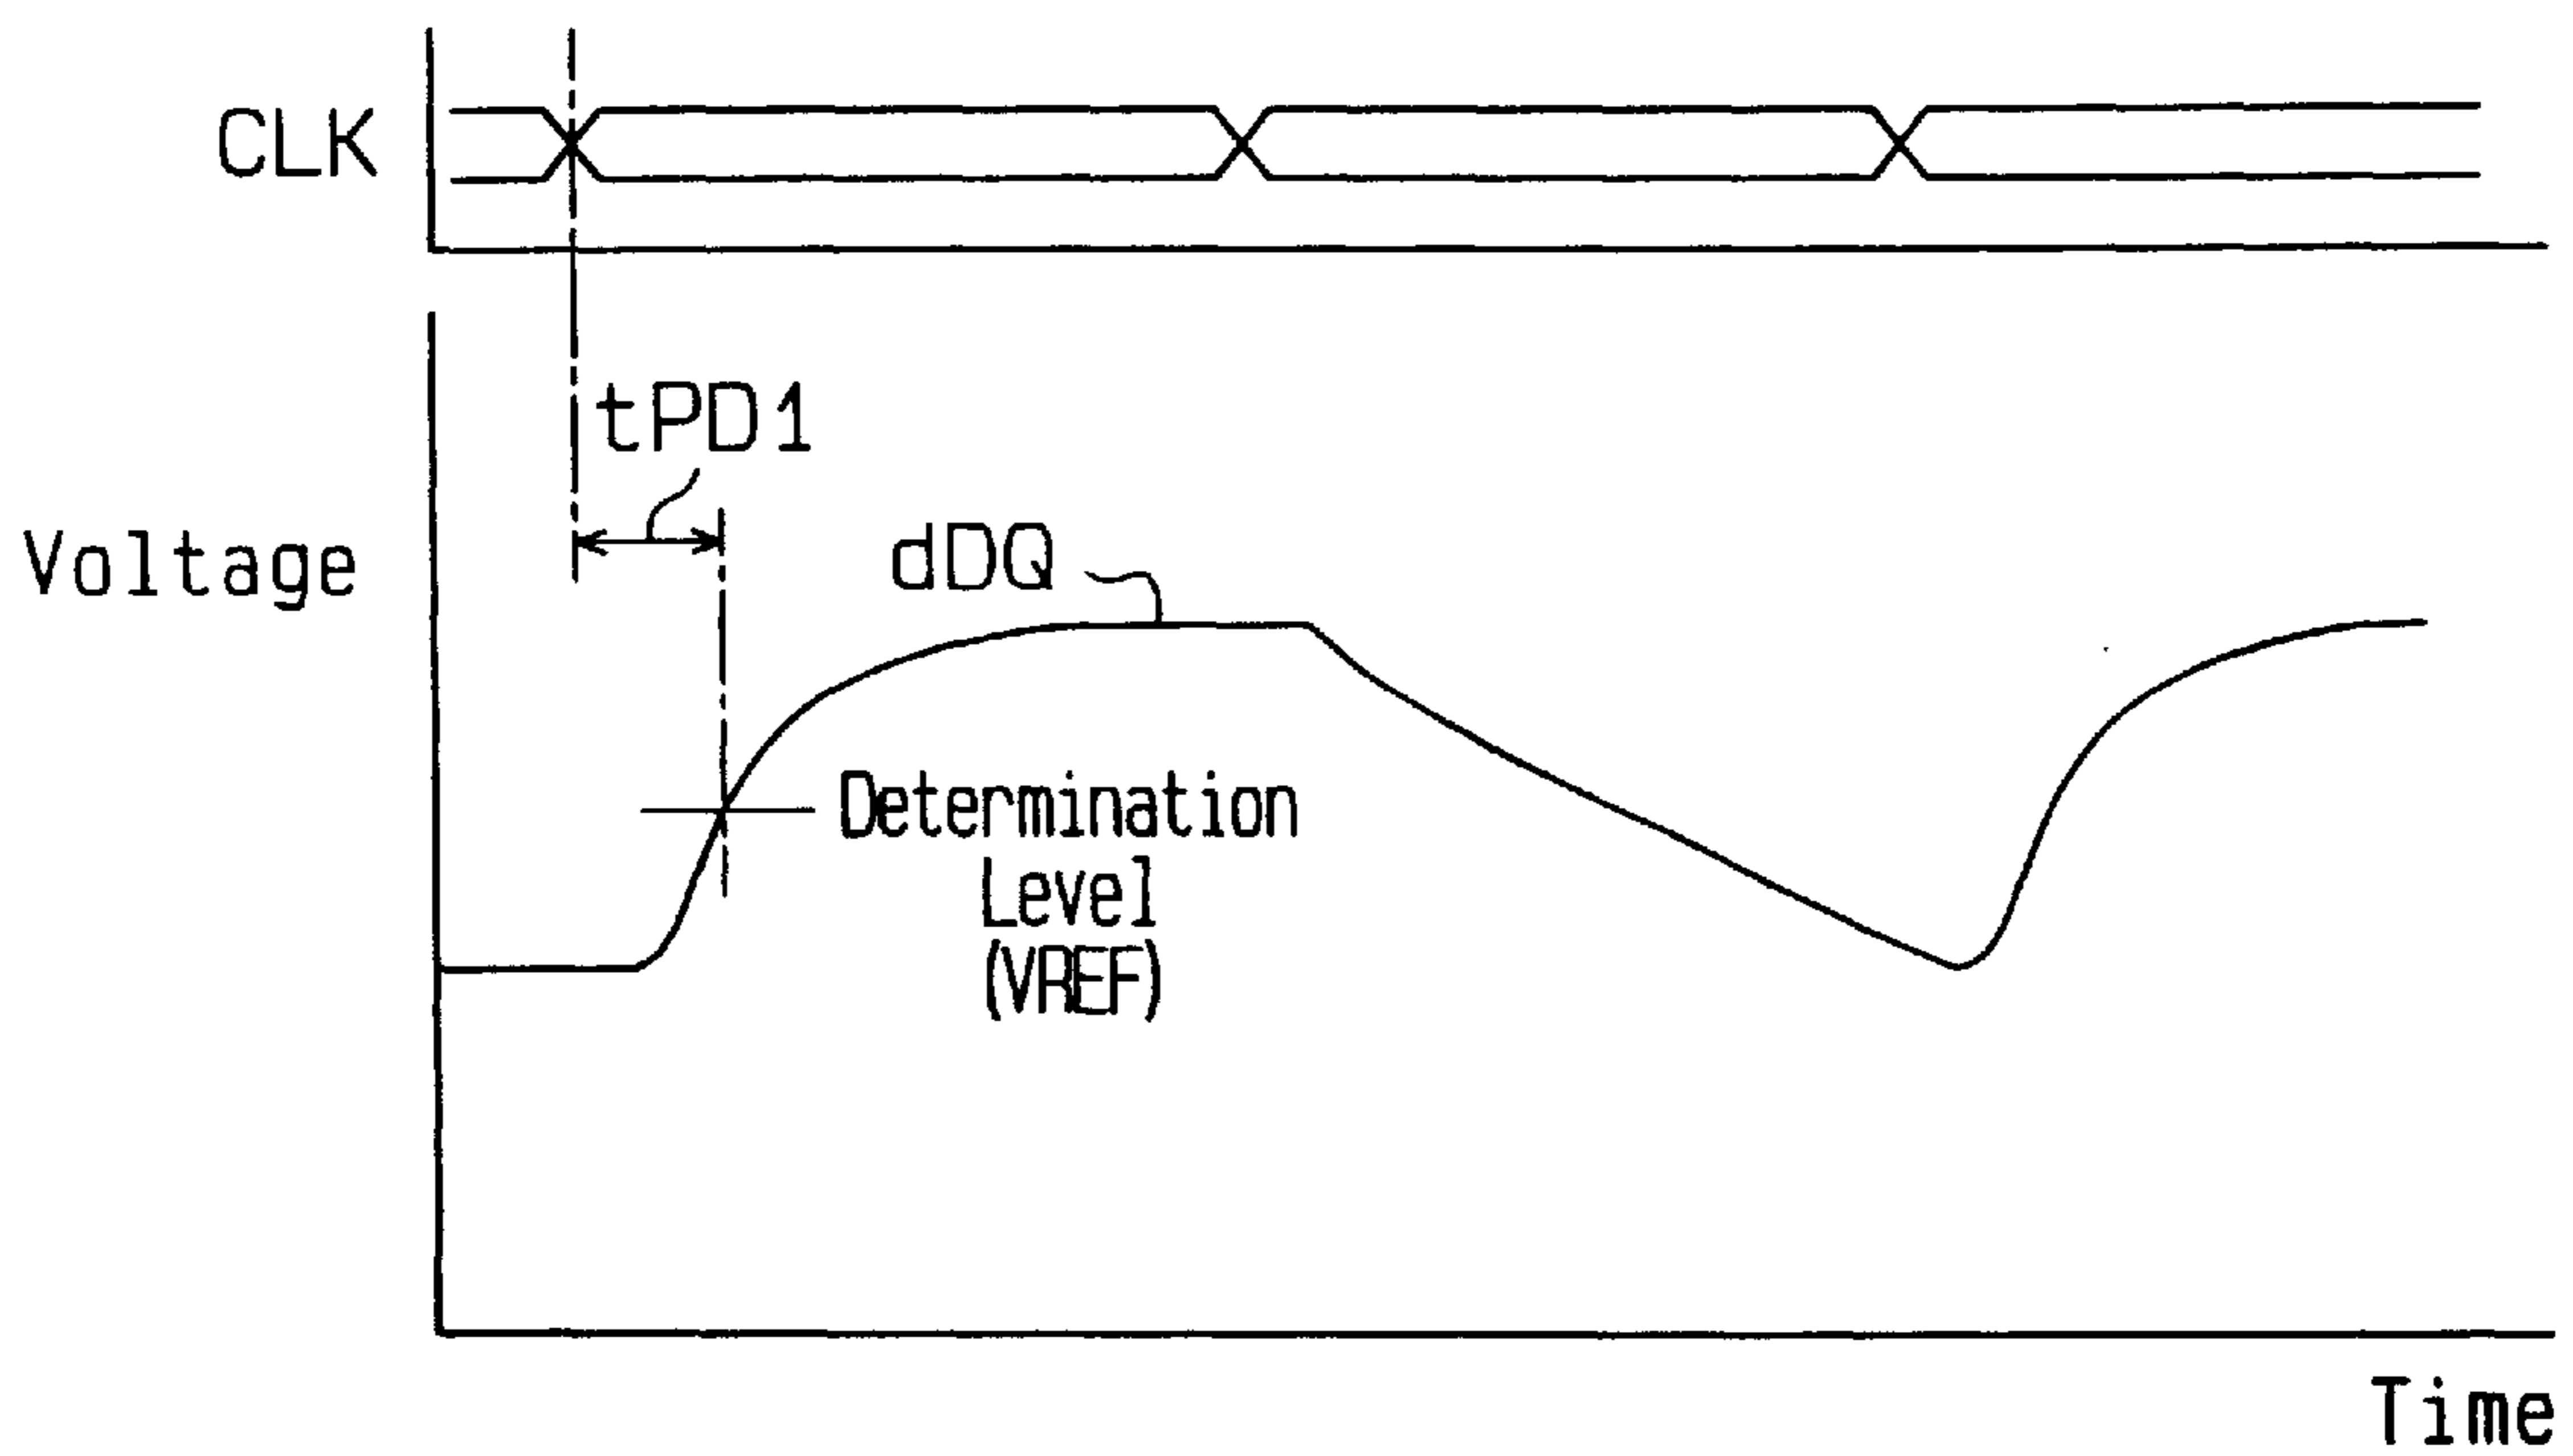 CLK
tPD1
Voltage
dDQ
Determination
Level
(VREF)
Time